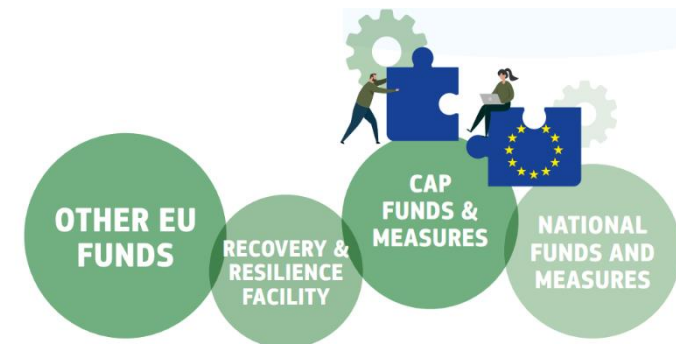 OTHER EU
FUNDS
RECOVERY &
RESILIENCE
FACILITY
CAP
FUNDS &
MEASURES
NATIONAL
FUNDS AND
MEASURES